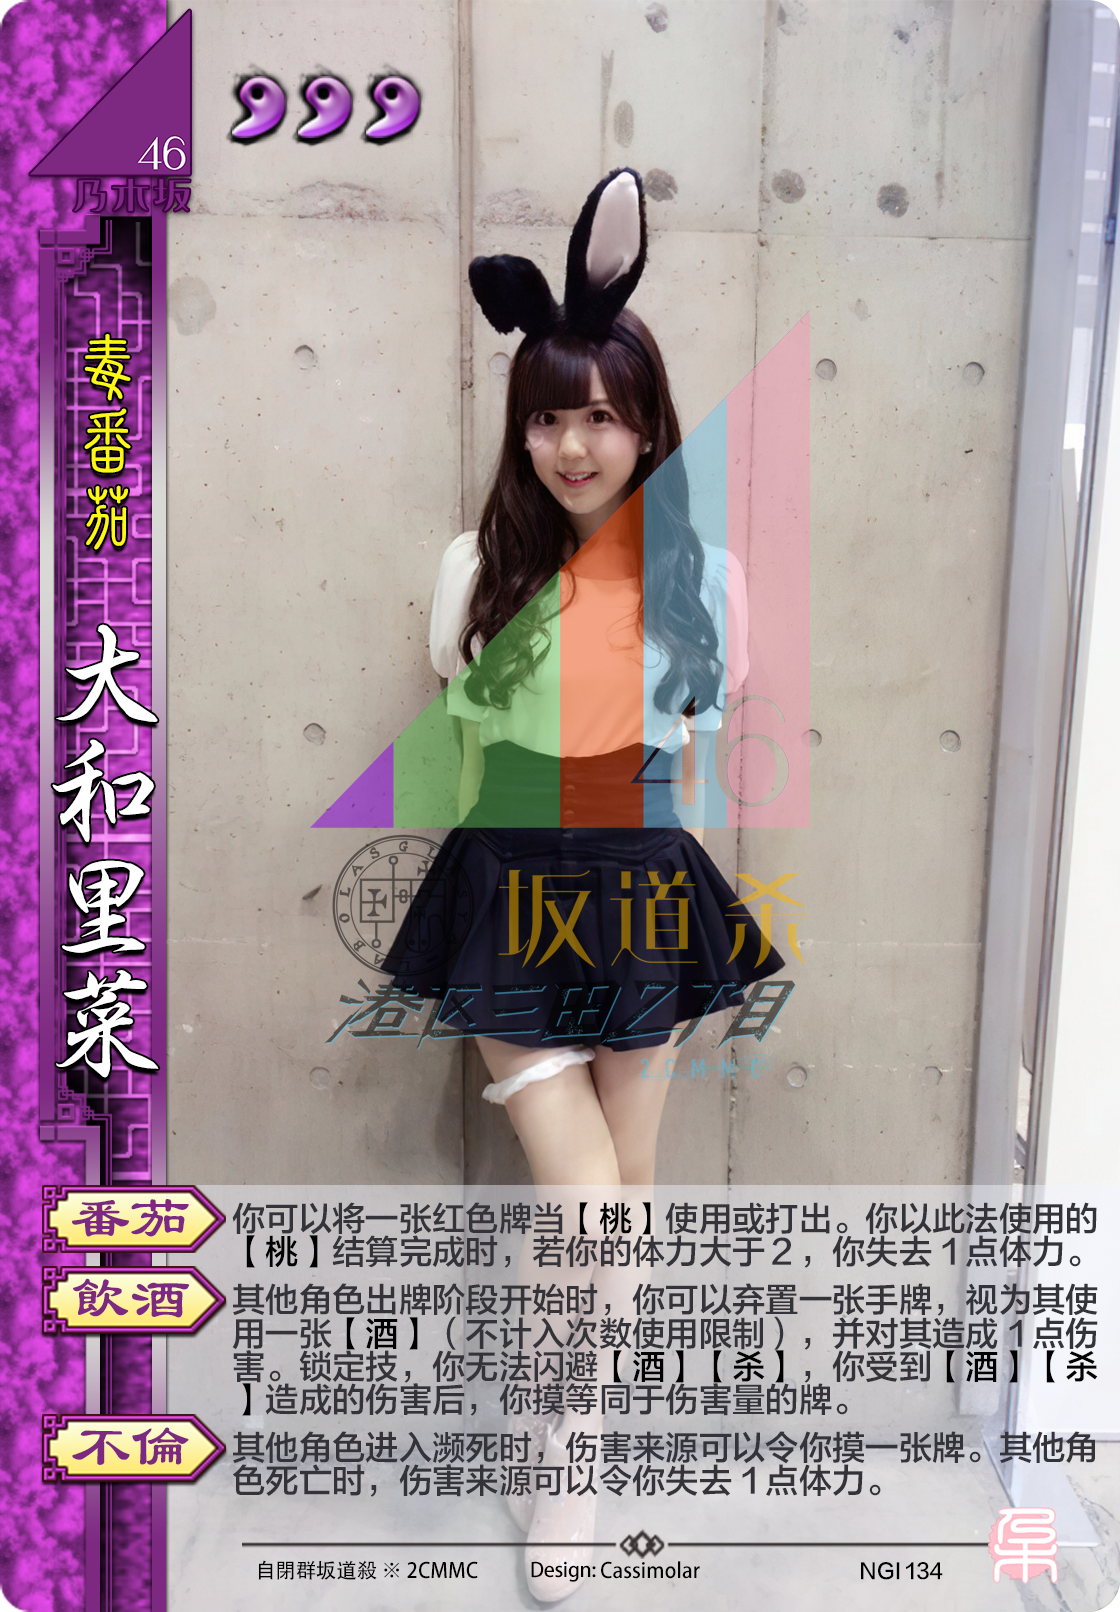 46
乃木坂
毒番茄
大和里菜
46
BOLAS
坂道杀
港区三田乙丁目
番茄
你可以将一张红色牌当【桃】使用或打出。你以此法使用的
【桃】结算完成时，若你的体力大于２，你失去１点体力。
飲酒
其他角色出牌阶段开始时，你可以弃置一张手牌，视为其使
用一张【酒】（不计入次数使用限制），并对其造成１点伤
害。锁定技，你无法闪避【酒】【杀】，你受到【酒】【杀
】造成的伤害后，你摸等同于伤害量的牌。
不倫
其他角色进入濒死时，伤害来源可以令你摸一张牌。其他角
色死亡时，伤害来源可以令你失去１点体力。
自閉群坂道殺 ※ 2CMMC
Design: Cassimolar
NGI134